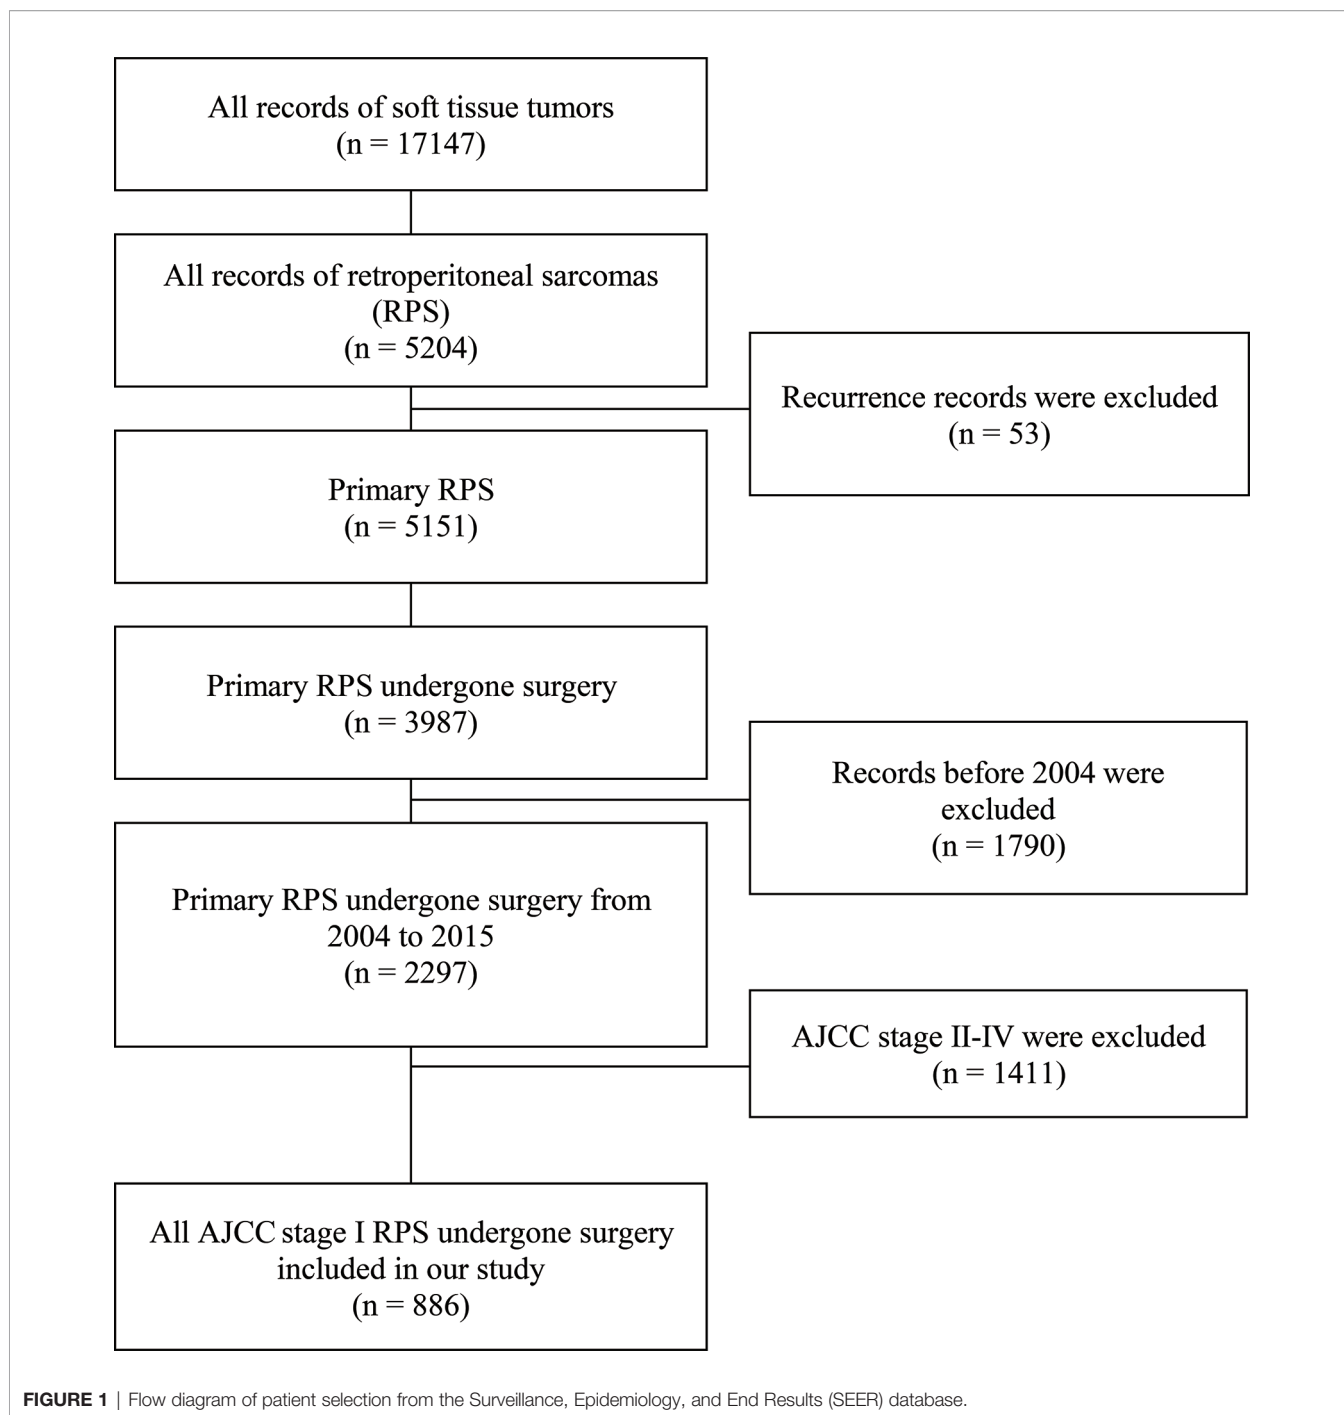 All records of soft tissue tumors
(n = 17147)
All records of retroperitoneal sarcomas
(RPS)
(n = 5204)
Recurrence records were excluded
(n = 53)
Primary RPS
(n = 5151)
Primary RPS undergone surgery
(n = 3987)
Records before 2004 were
excluded
(n = 1790)
Primary RPS undergone surgery from
2004 to 2015
(n = 2297)
AJCC stage II-IV were excluded
(n = 1411)
All AJCC stage I RPS undergone surgery
included in our study
(n = 886)
FIGURE 1 | Flow diagram of patient selection from the Surveillance, Epidemiology, and End Results (SEER) database.